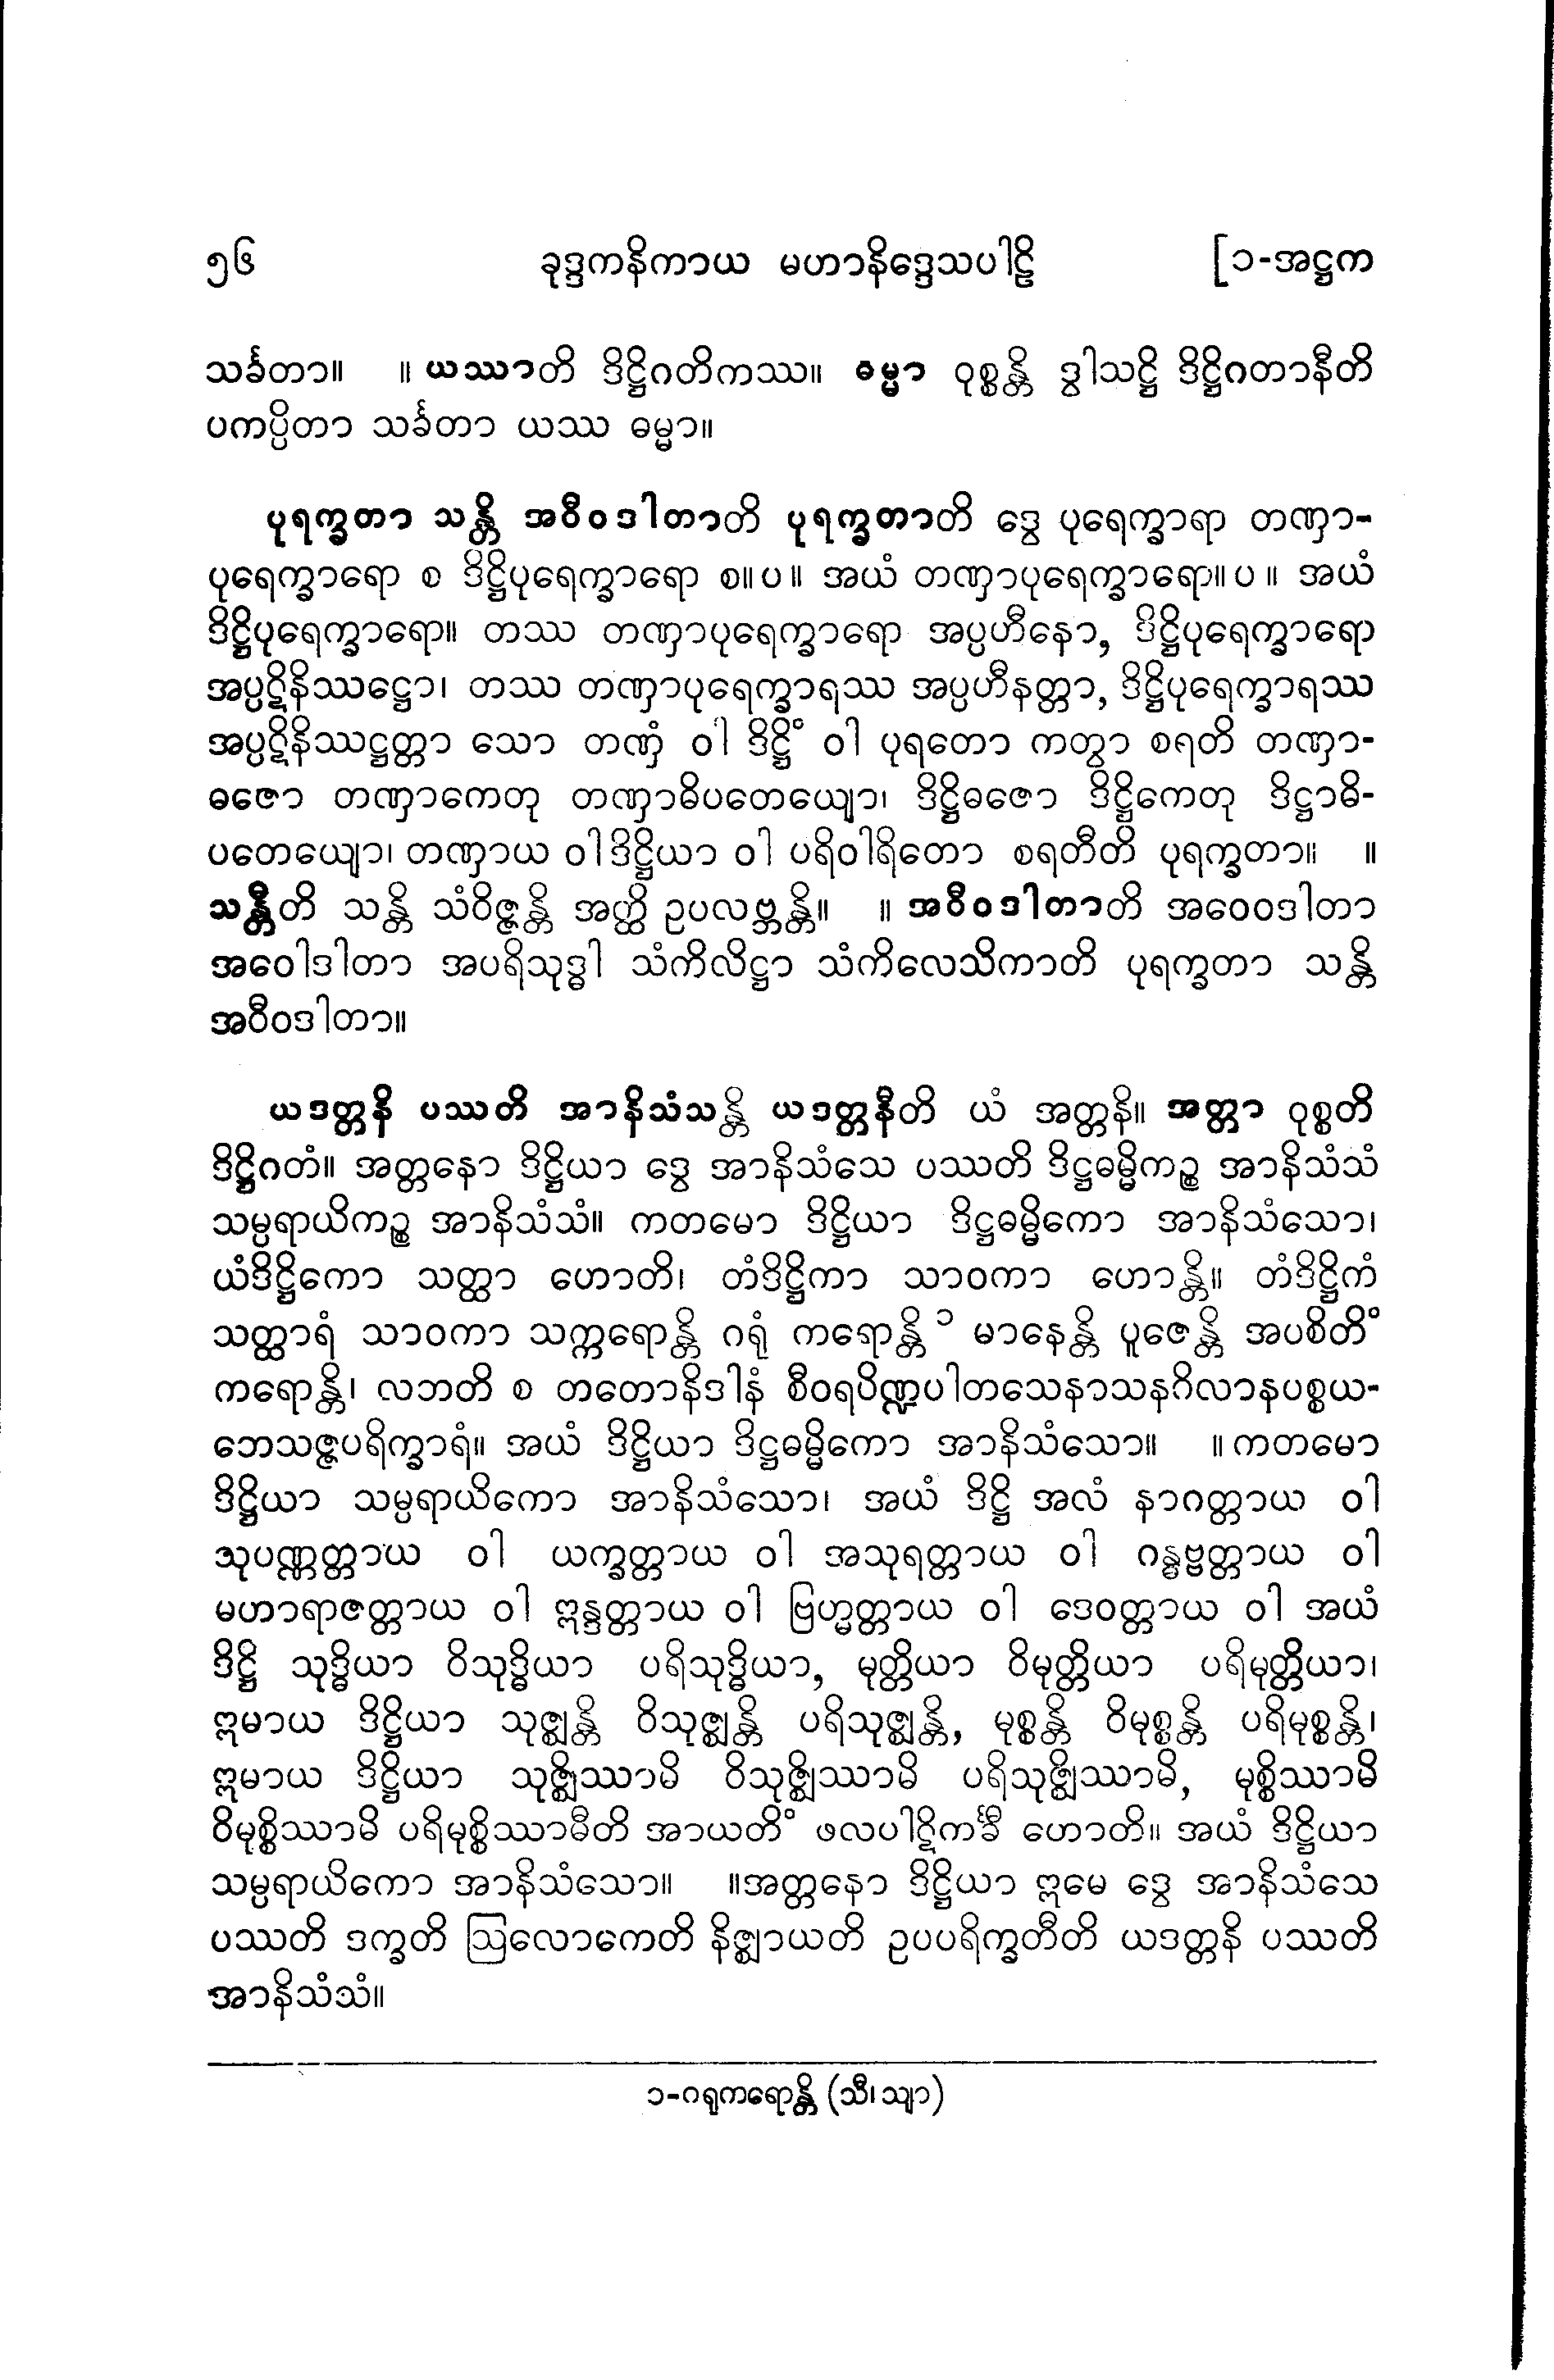 ၅၆ ခုဒ္ဒကနိကာယ မဟာနိဒ္ဒေသပါဠိ [၁-အဋ္ဌက
သင်္ခတာ။ ။ ယဿာတိ ဒိဋ္ဌိဂတိကဿ။ ဓမ္မာ ဝုစ္စန္တိ ဒွါသဋ္ဌိ ဒိဋ္ဌိဂတာနီတိ
ပကပ္ပိတာ သင်္ခတာ ယဿ ဓမ္မာ။
ပုရက္ခတာ သန္တိ အဝီဝဒါတာတိ ပုရက္ခတာတိ ဒွေ ပုရေက္ခာရာ တဏှာ-
ပုရေက္ခာရော စ ဒိဋ္ဌိပုရေက္ခာရော စ။ပ။ အယံ တဏှာပုရေက္ခာရော။ပ။ အယံ
ဒိဋ္ဌိပုရေက္ခာရော။ တဿ တဏှာပုရေက္ခာရော အပ္ပဟီနော, ဒိဋ္ဌိပုရေက္ခာရော
အပ္ပဋိနိဿဋ္ဌော၊ တဿ တဏှာပုရေက္ခာရဿ အပ္ပဟီနတ္တာ, ဒိဋ္ဌိပုရေက္ခာရဿ
အပ္ပဋိနိဿဋ္ဌတ္တာ သော တဏှံ ဝါ ဒိဋ္ဌိံ ဝါ ပုရတော ကတွာ စရတိ တဏှာ-
ဓဇော တဏှာကေတု တဏှာဓိပတေယျော၊ ဒိဋ္ဌိဓဇော ဒိဋ္ဌိကေတု ဒိဋ္ဌာဓိ-
ပတေယျော၊ တဏှာယ ဝါ ဒိဋ္ဌိယာ ဝါ ပရိဝါရိတော စရတီတိ ပုရက္ခတာ။ ။
သန္တီတိ သန္တိ သံဝိဇ္ဇန္တိ အတ္ထိ ဥပလဗ္ဘန္တိ။ ။ အဝီဝဒါတာတိ အဝေဝဒါတာ
အဝေါဒါတာ အပရိသုဒ္ဓါ သံကိလိဋ္ဌာ သံကိလေသိကာတိ ပုရက္ခတာ သန္တိ
အဝီဝဒါတာ။
ယဒတ္တနိ ပဿတိ အာနိသံသန္တိ ယဒတ္တနီတိ ယံ အတ္တနိ။ အတ္တာ ဝုစ္စတိ
ဒိဋ္ဌိဂတံ။ အတ္တနော ဒိဋ္ဌိယာ ဒွေ အာနိသံသေ ပဿတိ ဒိဋ္ဌဓမ္မိကဉ္စ အာနိသံသံ
သမ္ပရာယိကဉ္စ အာနိသံသံ။ ကတမော ဒိဋ္ဌိယာ ဒိဋ္ဌဓမ္မိကော အာနိသံသော၊
ယံဒိဋ္ဌိကော သတ္ထာ ဟောတိ၊ တံဒိဋ္ဌိကာ သာဝကာ ဟောန္တိ။ တံဒိဋ္ဌိကံ
သတ္ထာရံ သာဝကာ သက္ကရောန္တိ ဂရုံ ကရောန္တိ ၁ မာနေန္တိ ပူဇေန္တိ အပစိတိံ
ကရောန္တိ၊ လဘတိ စ တတောနိဒါနံ စီဝရပိဏ္ဍပါတသေနာသနဂိလာနပစ္စယ-
ဘေသဇ္ဇပရိက္ခာရံ။ အယံ ဒိဋ္ဌိယာ ဒိဋ္ဌဓမ္မိကော အာနိသံသော။ ။ ကတမော
ဒိဋ္ဌိယာ သမ္ပရာယိကော အာနိသံသော၊ အယံ ဒိဋ္ဌိ အလံ နာဂတ္တာယ ဝါ
သုပဏ္ဏတ္တာယ ဝါ ယက္ခတ္တာယ ဝါ အသုရတ္တာယ ဝါ ဂန္ဓဗ္ဗတ္တာယ ဝါ
မဟာရာဇတ္တာယ ဝါ ဣန္ဒတ္တာယ ဝါ ဗြဟ္မတ္တာယ ဝါ ဒေဝတ္တာယ ဝါ အယံ
ဒိဋ္ဌိ သုဒ္ဓိယာ ဝိသုဒ္ဓိယာ ပရိသုဒ္ဓိယာ, မုတ္တိယာ ဝိမုတ္တိယာ ပရိမုတ္တိယာ၊
ဣမာယ ဒိဋ္ဌိယာ သုဇ္ဈန္တိ ဝိသုဇ္ဈန္တိ ပရိသုဇ္ဈန္တိ, မုစ္စန္တိ ဝိမုစ္စန္တိ ပရိမုစ္စန္တိ၊
ဣမာယ ဒိဋ္ဌိယာ သုဇ္ဈိဿာမိ ဝိသုဇ္ဈိဿာမိ ပရိသုဇ္ဈိဿာမိ, မုစ္စိဿာမိ
ဝိမုစ္စိဿာမိ ပရိမုစ္စိဿာမီတိ အာယတိံ ဖလပါဋိကင်္ခီ ဟောတိ။ အယံ ဒိဋ္ဌိယာ
သမ္ပရာယိကော အာနိသံသော။ ။အတ္တနော ဒိဋ္ဌိယာ ဣမေ ဒွေ အာနိသံသေ
ပဿတိ ဒက္ခတိ ဩလောကေတိ နိဇ္ဈာယတိ ဥပပရိက္ခတီတိ ယဒတ္တနိ ပဿတိ
အာနိသံသံ။
၁-ဂရုကရောန္တိ (သီ၊သျာ)